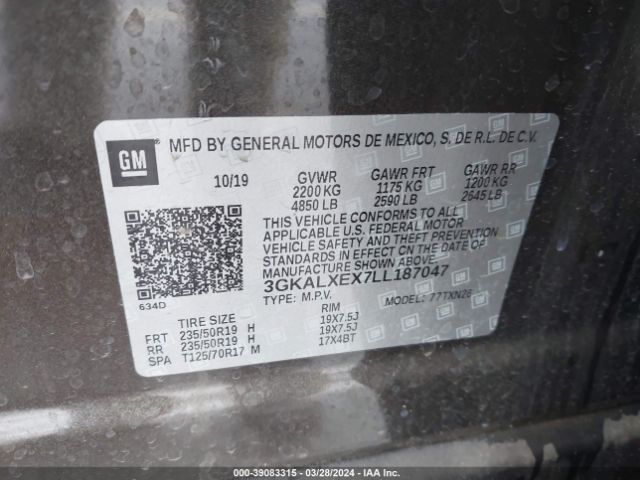 GM
MFD BY GENERAL MOTORS DE MEXICO, S. DE R.L. DE C.V.
10/19 GVWR GAWR FRT GAWR RR
2200 KG 1175 KG 1200 KG
4850 LB 2590 LB 2645 LB
THIS VEHICLE CONFORMS TO ALL
APPLICABLE U.S. FEDERAL MOTOR
VEHICLE SAFETY AND THEFT PREVENTION
STANDARDS IN EFFECT ON THE DATE OF
MANUFACTURE SHOWN ABOVE.
3GKALXEX7LL187047
634D TYPE: M.P.V. MODEL: 77TXN26
TIRE SIZE RIM
FRT 235/50R19 H 19X7.5J
RR 235/50R19 H 19X7.5J
SPA T125/70R17 M 17X4BT
000-39083315 / 03/28/2024 / IAA Inc.